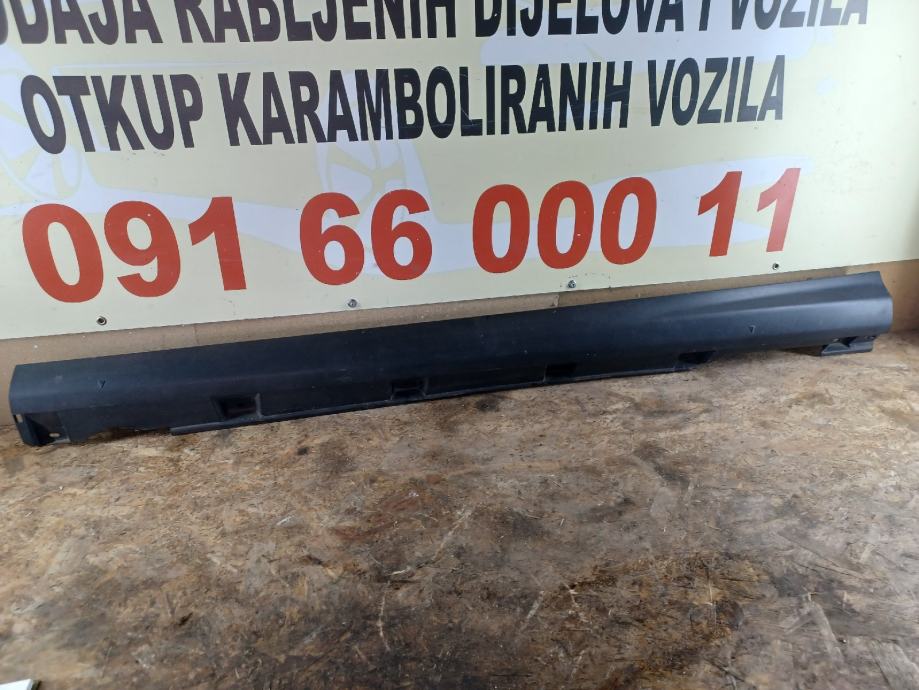 RABLJENIH DIJELOVA I VOZILA
OTKUP KARAMBOLIRANIH VOZILA
091 66 000 11